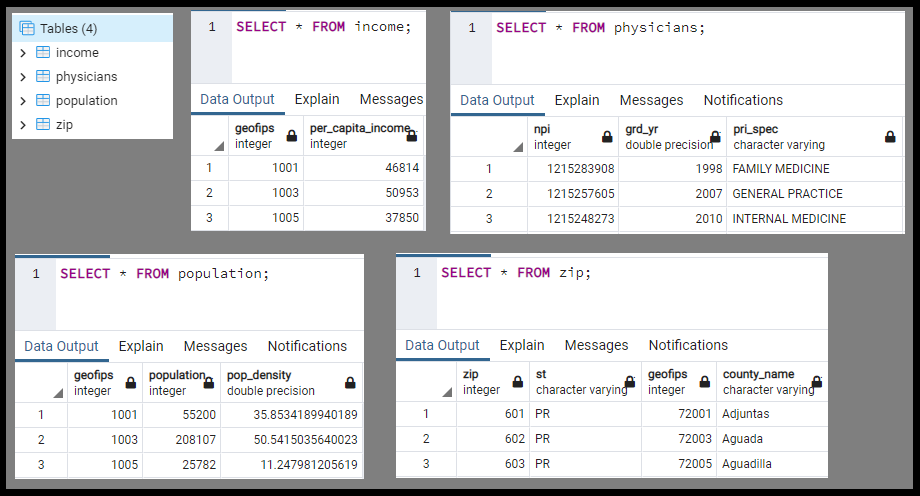 Tables (4)
income
physicians
population
zip
1 SELECT * FROM income;
Data Output Explain Messages
geofips per_capita_income
integer integer
1 1001 46814
2 1003 50953
3 1005 37850
1 SELECT * FROM physicians;
Data Output Explain Messages Notifications
npi grd_yr pri_spec
integer double precision character varying
1 1215283908 1998 FAMILY MEDICINE
2 1215257605 2007 GENERAL PRACTICE
3 1215248273 2010 INTERNAL MEDICINE
1 SELECT * FROM population;
Data Output Explain Messages Notifications
geofips population pop_density
integer integer double precision
1 1001 55200 35.8534189940189
2 1003 208107 50.5415035640023
3 1005 25782 11.247981205619
1 SELECT * FROM zip;
Data Output Explain Messages Notifications
zip st geofips county_name
integer character varying integer character varying
1 601 PR 72001 Adjuntas
2 602 PR 72003 Aguada
3 603 PR 72005 Aguadilla